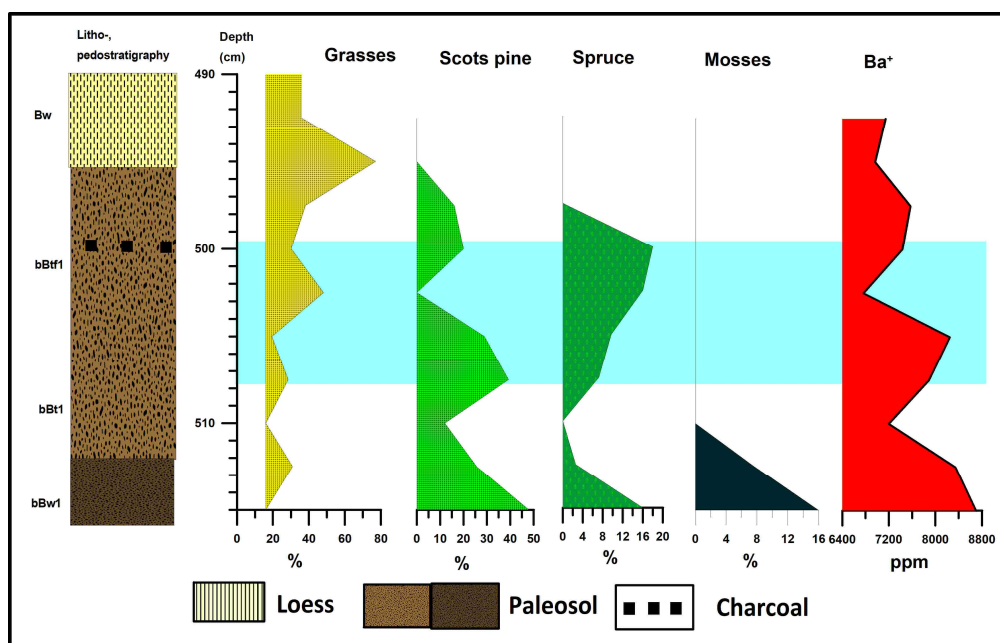 Litho-,
pedostratigraphy
Depth
(cm)
Grasses
Scots pine
Spruce
Mosses
Ba+
490
500
510
Bw
bBtf1
bBt1
bBw1
0 20 40 60 80
0 10 20 30 40 50
0 4 8 12 16 20
0 4 8 12 16
6400 7200 8000 8800
%
%
%
%
ppm
Loess
Paleosol
Charcoal